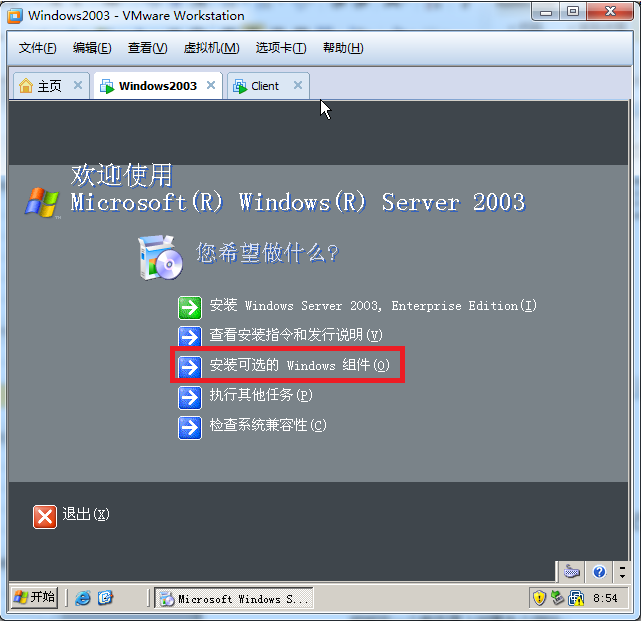 Windows2003 - VMware Workstation
文件(F) 编辑(E) 查看(V) 虚拟机(M) 选项卡(T) 帮助(H)
主页 Windows2003 Client
欢迎使用
Microsoft(R) Windows(R) Server 2003
您希望做什么?
安装 Windows Server 2003, Enterprise Edition(I)
查看安装指令和发行说明(V)
安装可选的 Windows 组件(O)
执行其他任务(P)
检查系统兼容性(C)
退出(X)
开始 Microsoft Windows S... 8:54